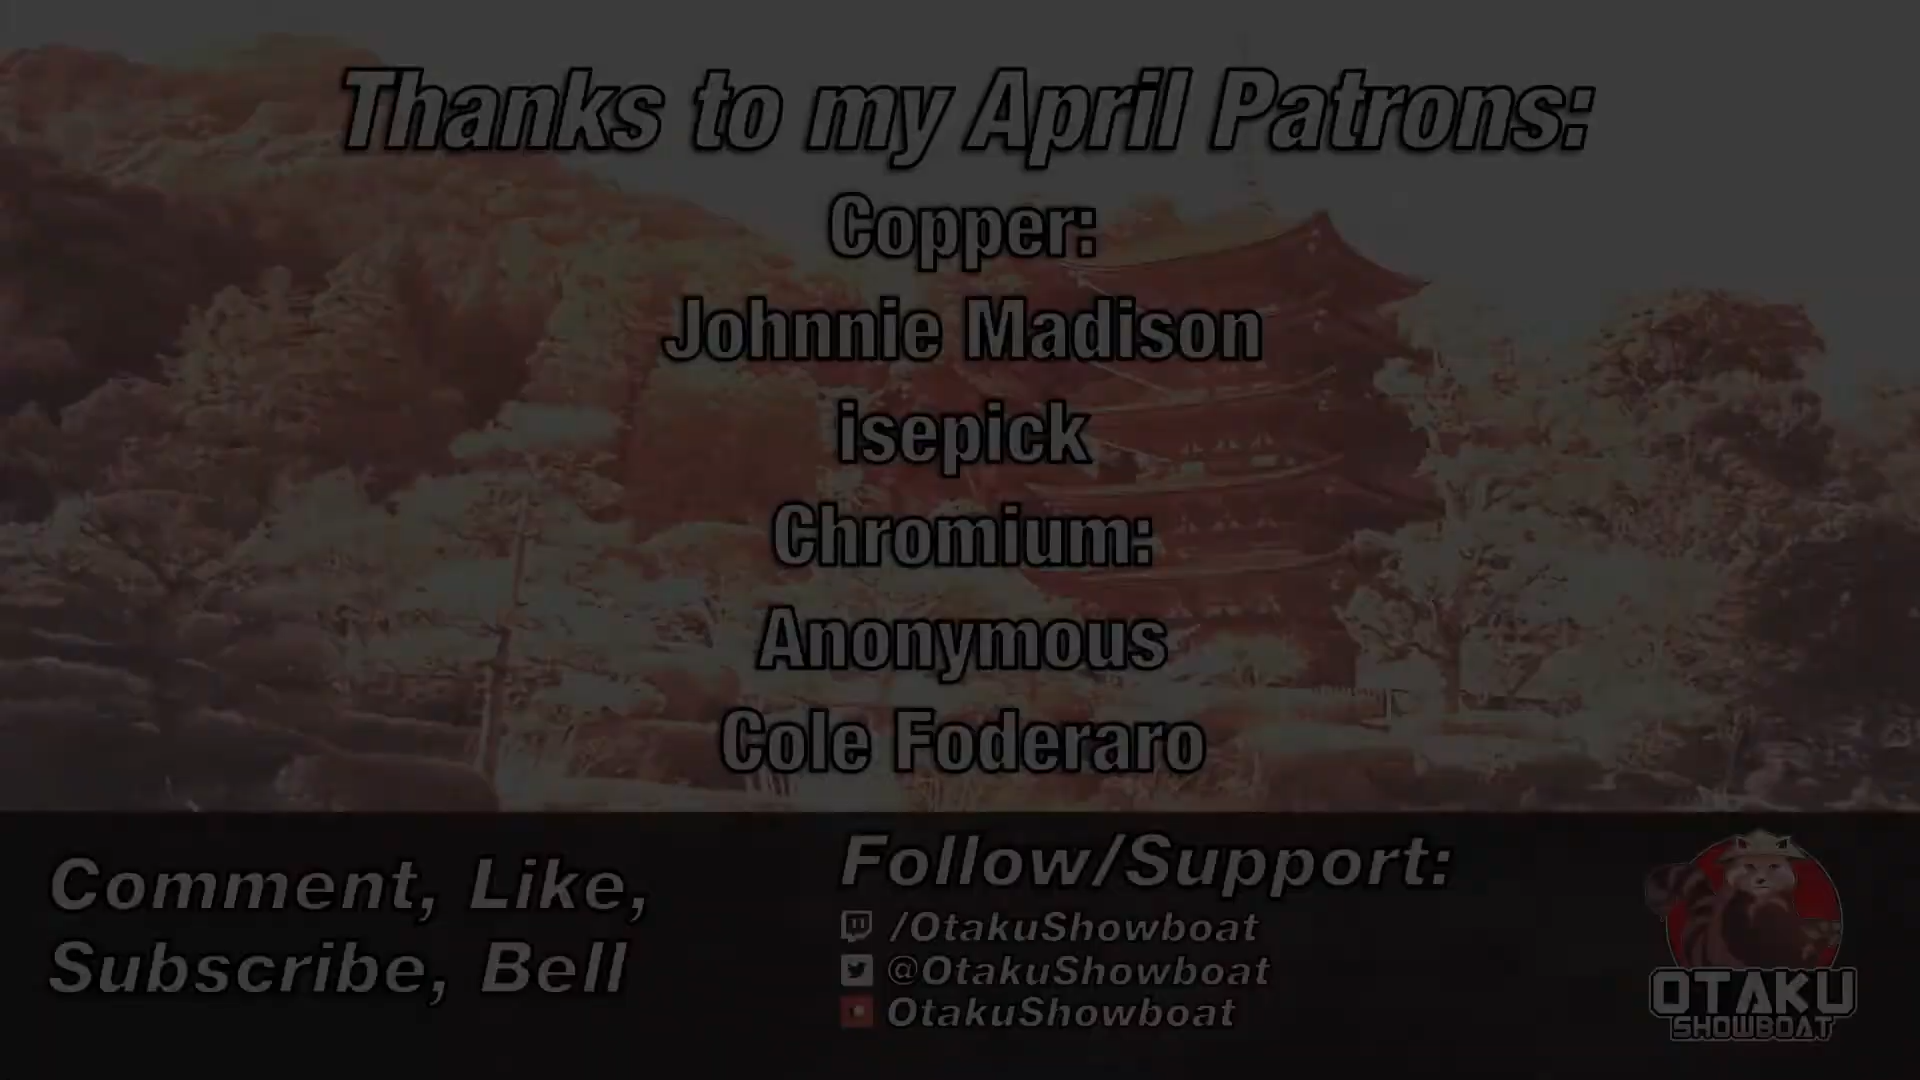 Thanks to my April Patrons:
Copper:
Johnnie Madison
isepick
Chromium:
Anonymous
Cole Foderaro
Comment, Like,
Subscribe, Bell
Follow/Support:
/OtakuShowboat
@OtakuShowboat
OtakuShowboat
OTAKU
SHOWBOAT